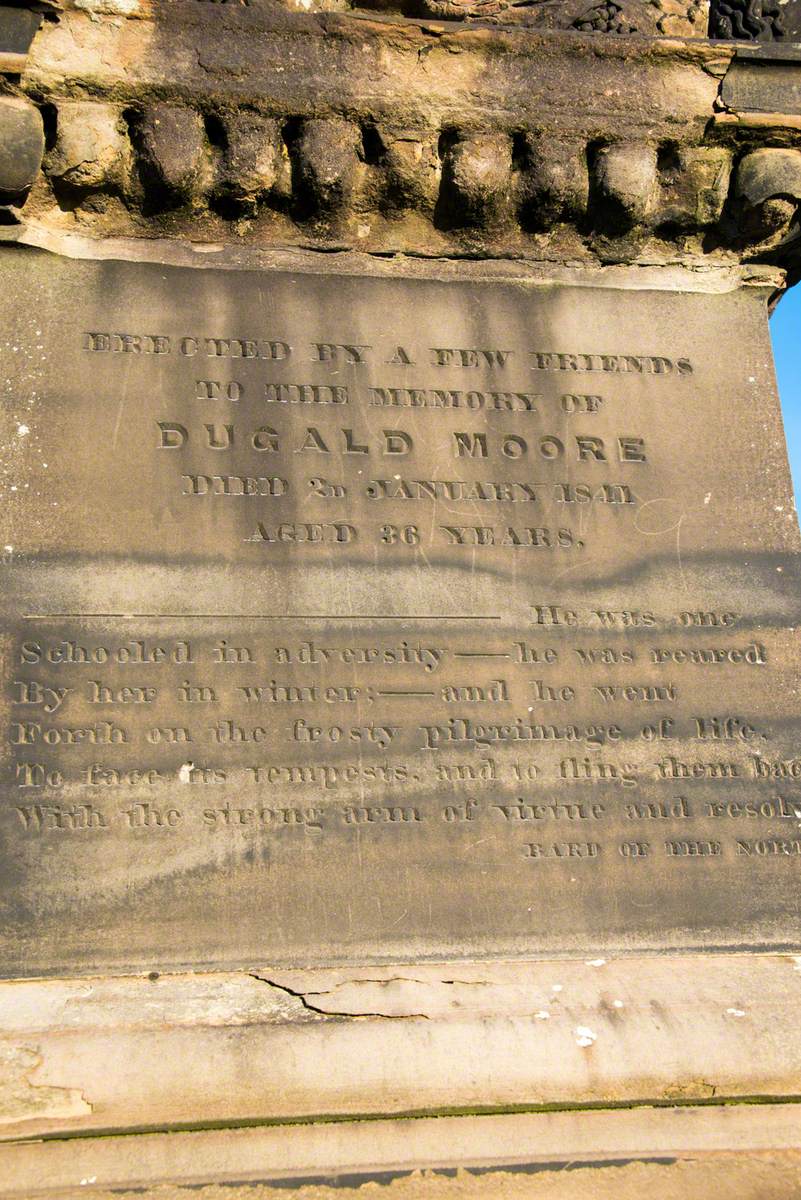 ERECTED BY A FEW FRIENDS
TO THE MEMORY OF
DUGALD MOORE
DIED 2D JANUARY 1841
AGED 36 YEARS.
He was one
Schooled in adversity——he was reared
By her in winter;——and he went
Forth on the frosty pilgrimage of life,
To face its tempests, and to fling them bac
With the strong arm of virtue and resolv
BARD OF THE NORT